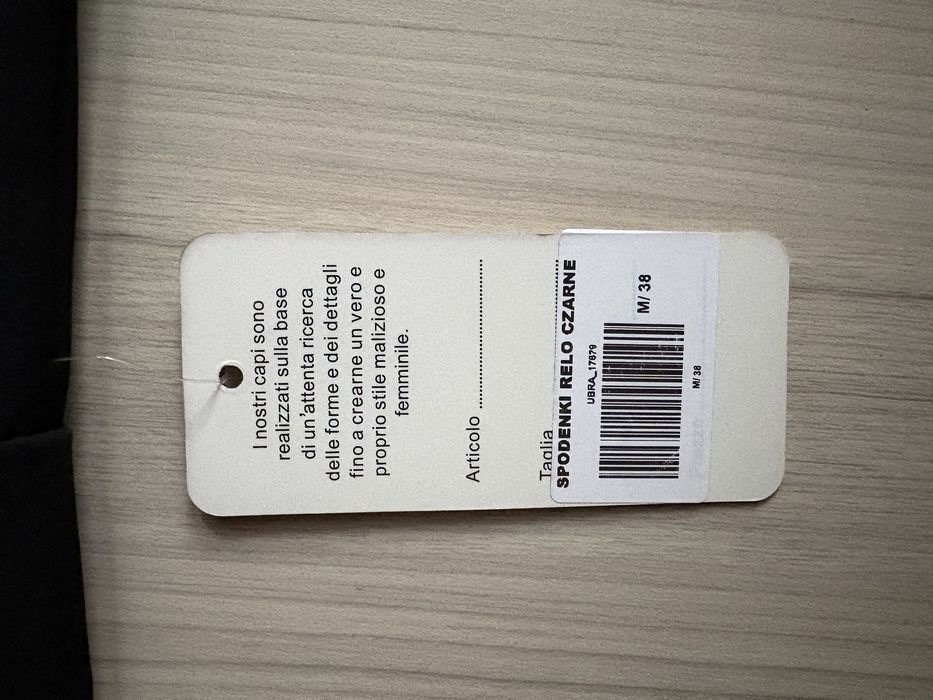 I nostri capi sono
realizzati sulla base
di un'attenta ricerca
delle forme e dei dettagli
fino a crearne un vero e
proprio stile malizioso e
femminile.
Articolo
Taglia
SPODENKI RELO CZARNE
UBRA_17679
M/ 38
M/ 38